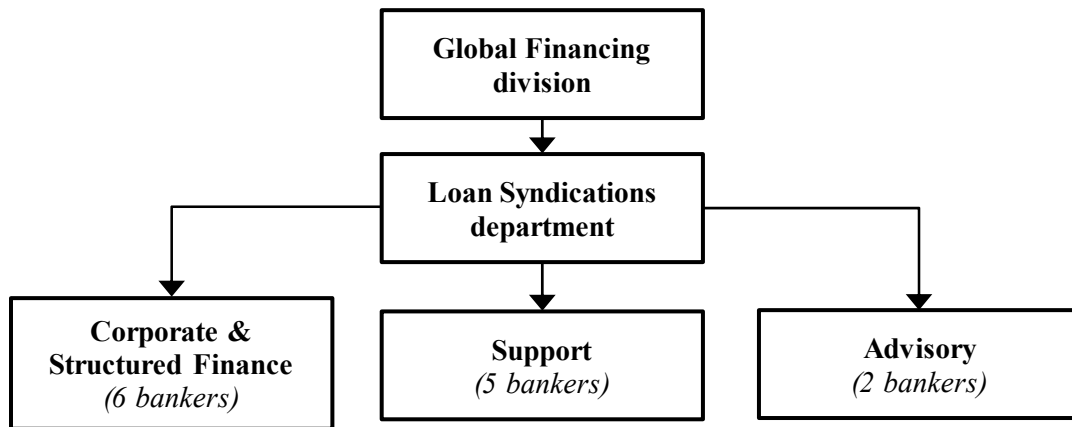 Global Financing
division
Loan Syndications
department
Corporate &
Structured Finance
(6 bankers)
Support
(5 bankers)
Advisory
(2 bankers)